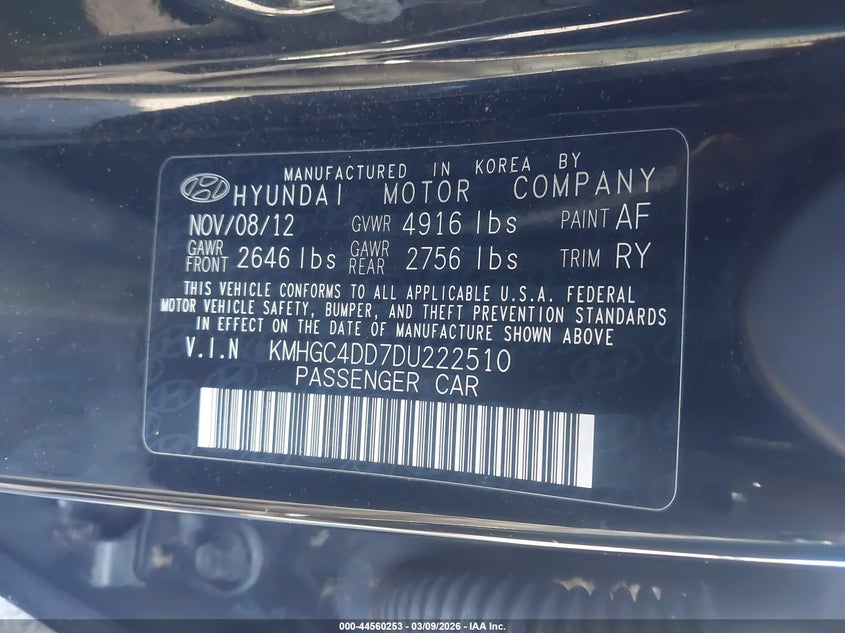 MANUFACTURED IN KOREA BY
HYUNDAI MOTOR COMPANY
NOV/08/12 GVWR 4916 lbs PAINT AF
GAWR FRONT 2646 lbs GAWR REAR 2756 lbs TRIM RY
THIS VEHICLE CONFORMS TO ALL APPLICABLE U.S.A. FEDERAL
MOTOR VEHICLE SAFETY, BUMPER, AND THEFT PREVENTION STANDARDS
IN EFFECT ON THE DATE OF MANUFACTURE SHOWN ABOVE
V.I.N KMHGC4DD7DU222510
PASSENGER CAR
000-44560253 - 03/09/2026 - IAA Inc.